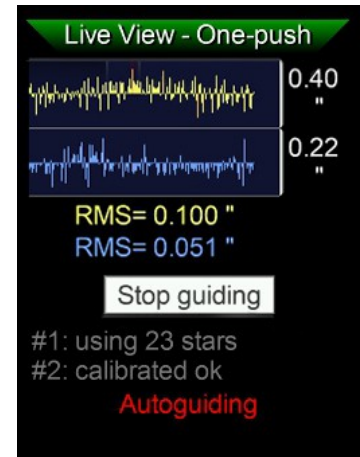 Live View - One-push
0.40
"
0.22
"
RMS= 0.100 "
RMS= 0.051 "
Stop guiding
#1: using 23 stars
#2: calibrated ok
Autoguiding